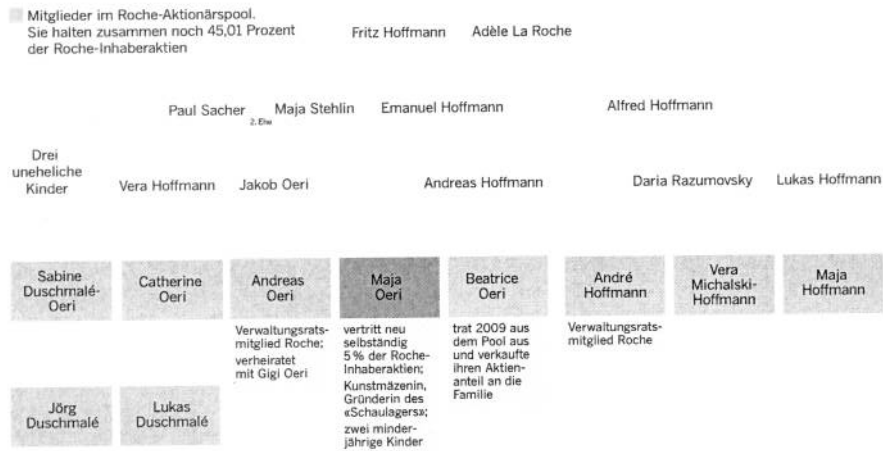 Mitglieder im Roche-Aktionärspool.
Sie halten zusammen noch 45,01 Prozent
der Roche-Inhaberaktien
Fritz Hoffmann Adèle La Roche
Paul Sacher 2. Ehe Maja Stehlin Emanuel Hoffmann Alfred Hoffmann
Drei
uneheliche
Kinder
Vera Hoffmann Jakob Oeri Andreas Hoffmann Daria Razumovsky Lukas Hoffmann
Sabine
Duschmalé-
Oeri
Catherine
Oeri
Andreas
Oeri
Verwaltungsrats-
mitglied Roche;
verheiratet
mit Gigi Oeri
Maja
Oeri
vertritt neu
selbständig
5% der Roche-
Inhaberaktien;
Kunstmäzenin,
Gründerin des
«Schaulagers»;
zwei minder-
jährige Kinder
Beatrice
Oeri
trat 2009 aus
dem Pool aus
und verkaufte
ihren Aktien-
anteil an die
Familie
André
Hoffmann
Verwaltungsrats-
mitglied Roche
Vera
Michalski-
Hoffmann
Maja
Hoffmann
Jörg
Duschmalé
Lukas
Duschmalé